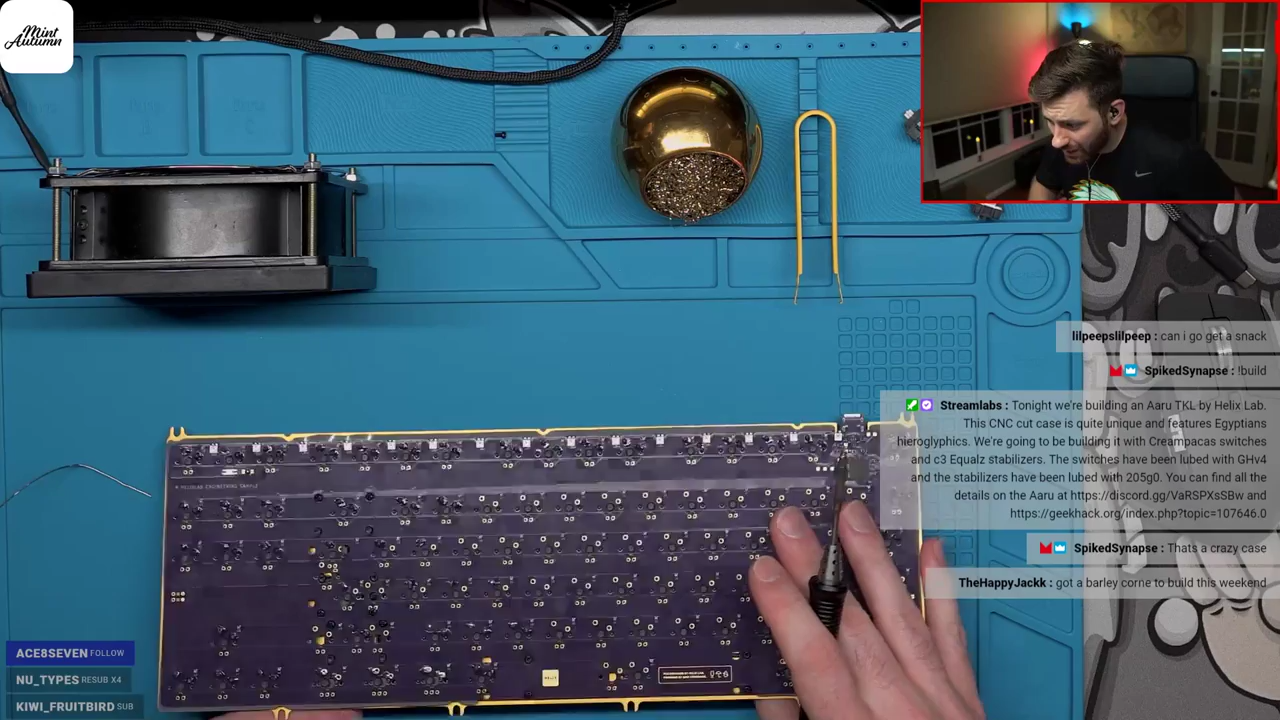 Mint
Autumn
lilpeepslilpeep : can i go get a snack
SpikedSynapse : !build
Streamlabs : Tonight we're building an Aaru TKL by Helix Lab.
This CNC cut case is quite unique and features Egyptians
hieroglyphics. We're going to be building it with Creampacas switches
and c3 Equalz stabilizers. The switches have been lubed with GHv4
and the stabilizers have been lubed with 205g0. You can find all the
details on the Aaru at https://discord.gg/VaRSPXsSBw and on
https://geekhack.org/index.php?topic=107646.0
SpikedSynapse : Thats a crazy case
TheHappyJackk : got a barley corne to build this weekend
ACE8SEVEN FOLLOW
NU_TYPES RESUB X4
KIWI_FRUITBIRD SUB
ENGINEERING SAMPLE